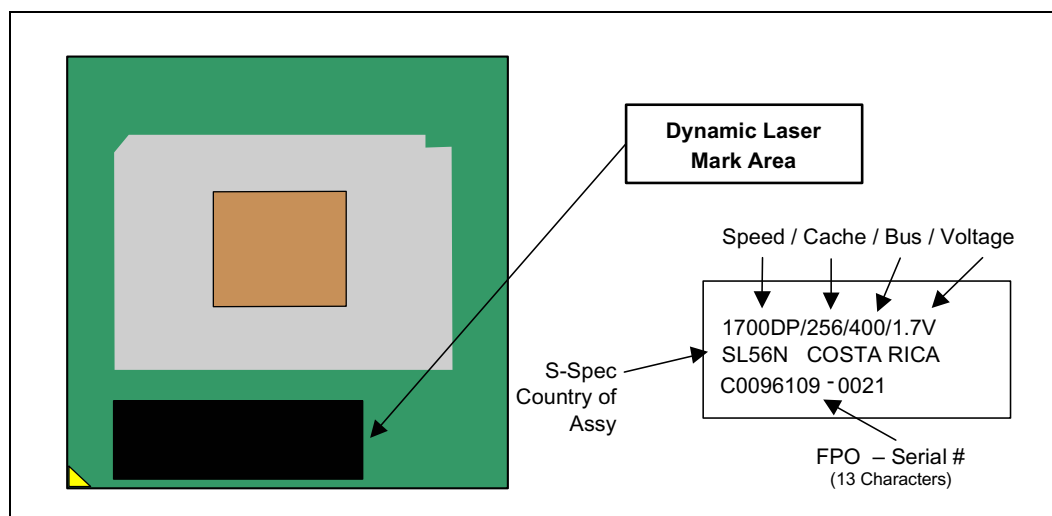 Dynamic Laser
Mark Area
Speed / Cache / Bus / Voltage
1700DP/256/400/1.7V
SL56N COSTA RICA
C0096109 - 0021
S-Spec
Country of
Assy
FPO – Serial #
(13 Characters)